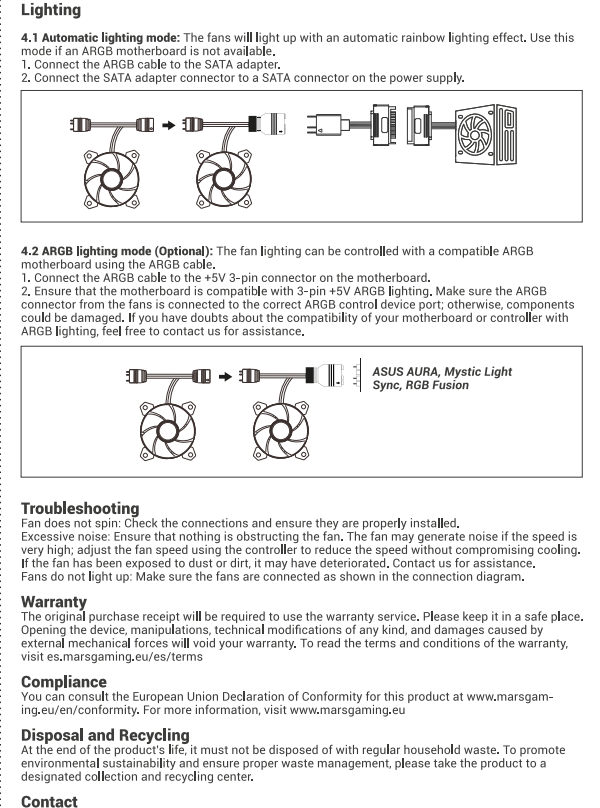 Lighting
4.1 Automatic lighting mode: The fans will light up with an automatic rainbow lighting effect. Use this
mode if an ARGB motherboard is not available.
1. Connect the ARGB cable to the SATA adapter.
2. Connect the SATA adapter connector to a SATA connector on the power supply.
4.2 ARGB lighting mode (Optional): The fan lighting can be controlled with a compatible ARGB
motherboard using the ARGB cable.
1. Connect the ARGB cable to the +5V 3-pin connector on the motherboard.
2. Ensure that the motherboard is compatible with 3-pin +5V ARGB lighting. Make sure the ARGB
connector from the fans is connected to the correct ARGB control device port; otherwise, components
could be damaged. If you have doubts about the compatibility of your motherboard or controller with
ARGB lighting, feel free to contact us for assistance.
ASUS AURA, Mystic Light
Sync, RGB Fusion
Troubleshooting
Fan does not spin: Check the connections and ensure they are properly installed.
Excessive noise: Ensure that nothing is obstructing the fan. The fan may generate noise if the speed is
very high; adjust the fan speed using the controller to reduce the speed without compromising cooling.
If the fan has been exposed to dust or dirt, it may have deteriorated. Contact us for assistance.
Fans do not light up: Make sure the fans are connected as shown in the connection diagram.
Warranty
The original purchase receipt will be required to use the warranty service. Please keep it in a safe place.
Opening the device, manipulations, technical modifications of any kind, and damages caused by
external mechanical forces will void your warranty. To read the terms and conditions of the warranty,
visit es.marsgaming.eu/es/terms
Compliance
You can consult the European Union Declaration of Conformity for this product at www.marsgam-
ing.eu/en/conformity. For more information, visit www.marsgaming.eu
Disposal and Recycling
At the end of the product's life, it must not be disposed of with regular household waste. To promote
environmental sustainability and ensure proper waste management, please take the product to a
designated collection and recycling center.
Contact